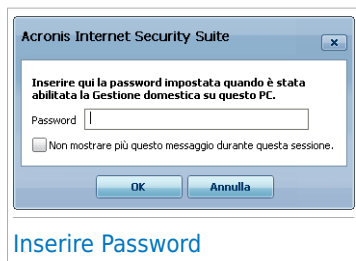 Acronis Internet Security Suite
Inserire qui la password impostata quando è stata
abilitata la Gestione domestica su questo PC.
Password
Non mostrare più questo messaggio durante questa sessione.
OK Annulla
Inserire Password